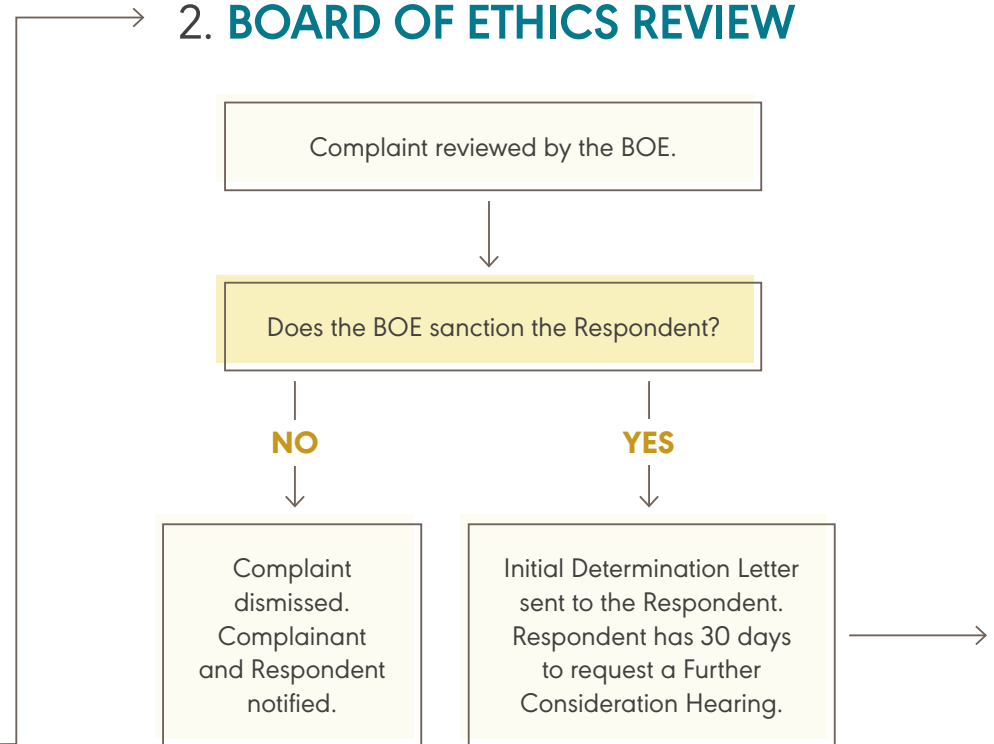 2. BOARD OF ETHICS REVIEW
Complaint reviewed by the BOE.
Does the BOE sanction the Respondent?
NO
YES
Complaint
dismissed.
Complainant
and Respondent
notified.
Initial Determination Letter
sent to the Respondent.
Respondent has 30 days
to request a Further
Consideration Hearing.